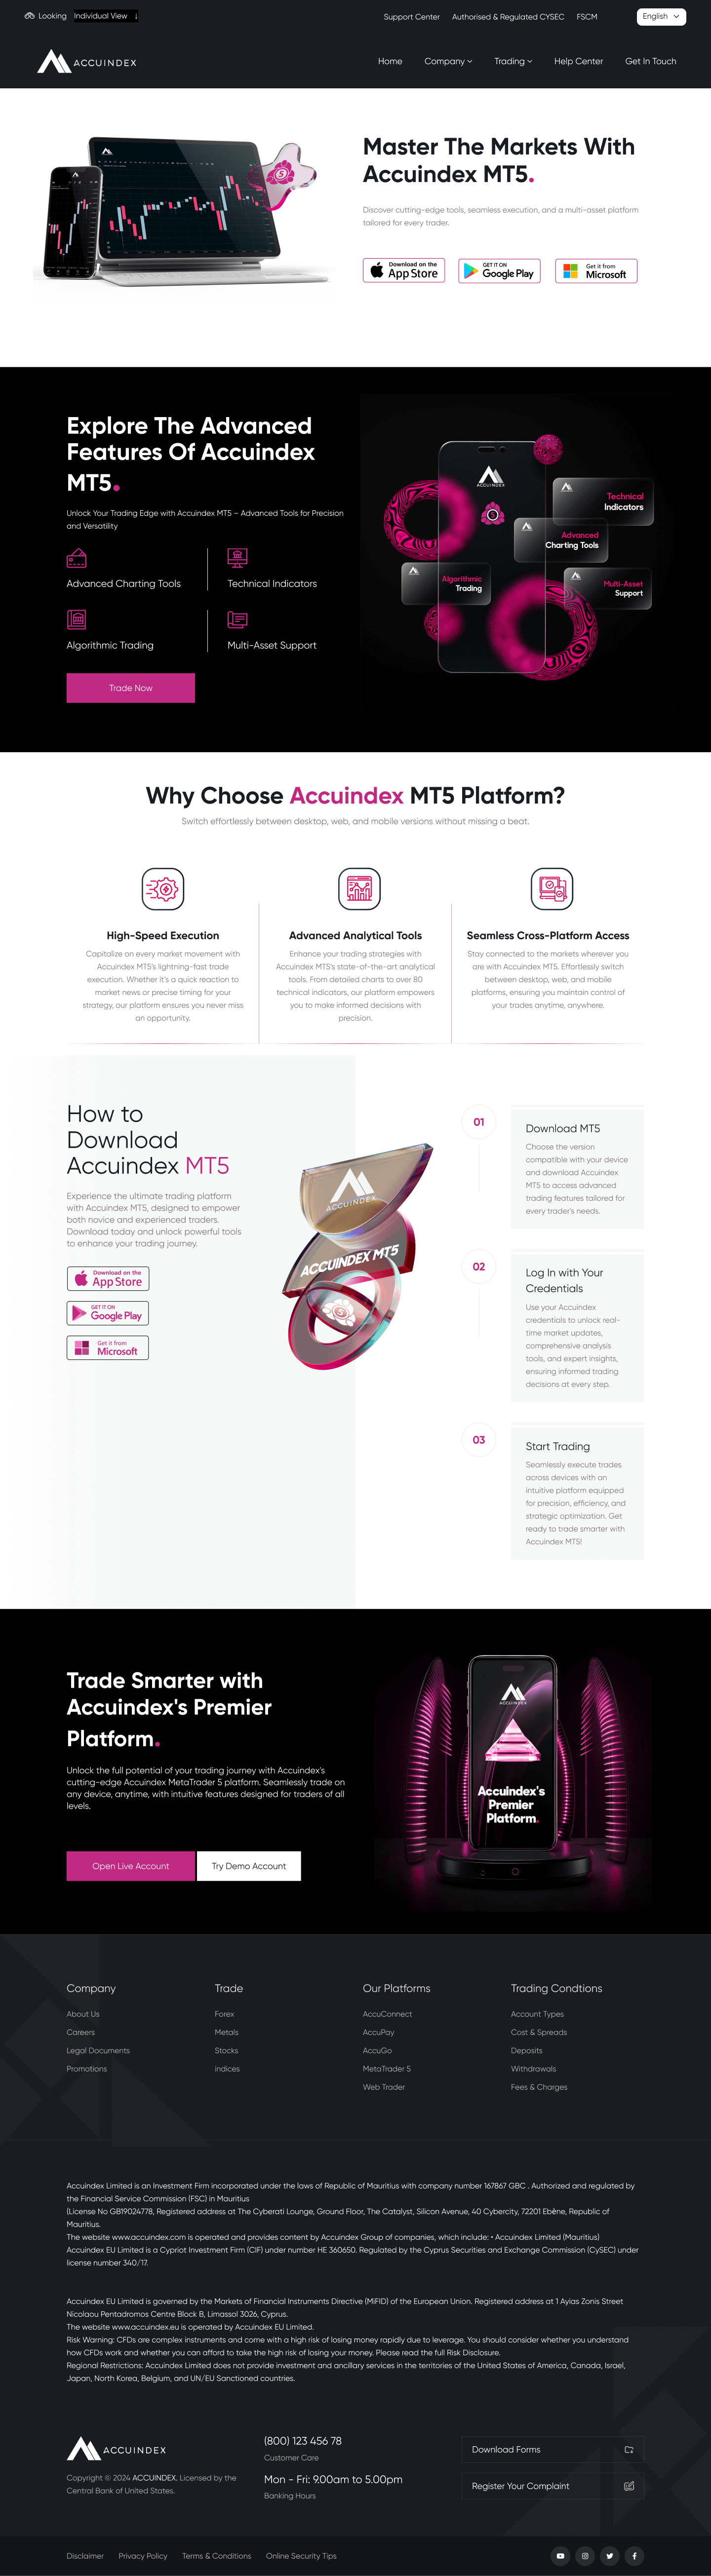 Looking Individual View ↓
Support Center Authorised & Regulated CYSEC FSCM
English
ACCUINDEX
Home Company Trading Help Center Get In Touch
Master The Markets With
Accuindex MT5.
Discover cutting-edge tools, seamless execution, and a multi-asset platform
tailored for every trader.
Download on the
App Store
GET IT ON
Google Play
Get it from
Microsoft
Explore The Advanced
Features Of Accuindex
MT5.
Unlock Your Trading Edge with Accuindex MT5 – Advanced Tools for Precision
and Versatility
Advanced Charting Tools
Technical Indicators
Algorithmic Trading
Multi-Asset Support
Trade Now
ACCUINDEX
Technical
Indicators
Advanced
Charting Tools
Algorithmic
Trading
Multi-Asset
Support
Why Choose Accuindex MT5 Platform?
Switch effortlessly between desktop, web, and mobile versions without missing a beat.
High-Speed Execution
Capitalize on every market movement with
Accuindex MT5's lightning-fast trade
execution. Whether it's a quick reaction to
market news or precise timing for your
strategy, our platform ensures you never miss
an opportunity.
Advanced Analytical Tools
Enhance your trading strategies with
Accuindex MT5's state-of-the-art analytical
tools. From detailed charts to over 80
technical indicators, our platform empowers
you to make informed decisions with
precision.
Seamless Cross-Platform Access
Stay connected to the markets wherever you
are with Accuindex MT5. Effortlessly switch
between desktop, web, and mobile
platforms, ensuring you maintain control of
your trades anytime, anywhere.
How to
Download
Accuindex MT5
Experience the ultimate trading platform
with Accuindex MT5, designed to empower
both novice and experienced traders.
Download today and unlock powerful tools
to enhance your trading journey.
Download on the
App Store
GET IT ON
Google Play
Get it from
Microsoft
ACCUINDEX
ACCUINDEX MT5
01
Download MT5
Choose the version
compatible with your device
and download Accuindex
MT5 to access advanced
trading features tailored for
every trader's needs.
02
Log In with Your
Credentials
Use your Accuindex
credentials to unlock real-
time market updates,
comprehensive analysis
tools, and expert insights,
ensuring informed trading
decisions at every step.
03
Start Trading
Seamlessly execute trades
across devices with an
intuitive platform equipped
for precision, efficiency, and
strategic optimization. Get
ready to trade smarter with
Accuindex MT5!
Trade Smarter with
Accuindex's Premier
Platform.
Unlock the full potential of your trading journey with Accuindex's
cutting-edge Accuindex MetaTrader 5 platform. Seamlessly trade on
any device, anytime, with intuitive features designed for traders of all
levels.
Open Live Account
Try Demo Account
ACCUINDEX
Accuindex's
Premier
Platform.
Company
About Us
Careers
Legal Documents
Promotions
Trade
Forex
Metals
Stocks
indices
Our Platforms
AccuConnect
AccuPay
AccuGo
MetaTrader 5
Web Trader
Trading Condtions
Account Types
Cost & Spreads
Deposits
Withdrawals
Fees & Charges
Accuindex Limited is an Investment Firm incorporated under the laws of Republic of Mauritius with company number 167867 GBC . Authorized and regulated by
the Financial Service Commission (FSC) in Mauritius
(License No GB19024778, Registered address at The Cyberati Lounge, Ground Floor, The Catalyst, Silicon Avenue, 40 Cybercity, 72201 Ebène, Republic of
Mauritius.
The website www.accuindex.com is operated and provides content by Accuindex Group of companies, which include: • Accuindex Limited (Mauritius)
Accuindex EU Limited is a Cypriot Investment Firm (CIF) under number HE 360650. Regulated by the Cyprus Securities and Exchange Commission (CySEC) under
license number 340/17.
Accuindex EU Limited is governed by the Markets of Financial Instruments Directive (MiFID) of the European Union. Registered address at 1 Ayias Zonis Street
Nicolaou Pentadromos Centre Block B, Limassol 3026, Cyprus.
The website www.accuindex.eu is operated by Accuindex EU Limited.
Risk Warning: CFDs are complex instruments and come with a high risk of losing money rapidly due to leverage. You should consider whether you understand
how CFDs work and whether you can afford to take the high risk of losing your money. Please read the full Risk Disclosure.
Regional Restrictions: Accuindex Limited does not provide investment and ancillary services in the territories of the United States of America, Canada, Israel,
Japan, North Korea, Belgium, and UN/EU Sanctioned countries.
ACCUINDEX
Copyright © 2024 ACCUINDEX. Licensed by the
Central Bank of United States.
(800) 123 456 78
Customer Care
Mon - Fri: 9.00am to 5.00pm
Banking Hours
Download Forms
Register Your Complaint
Disclaimer Privacy Policy Terms & Conditions Online Security Tips